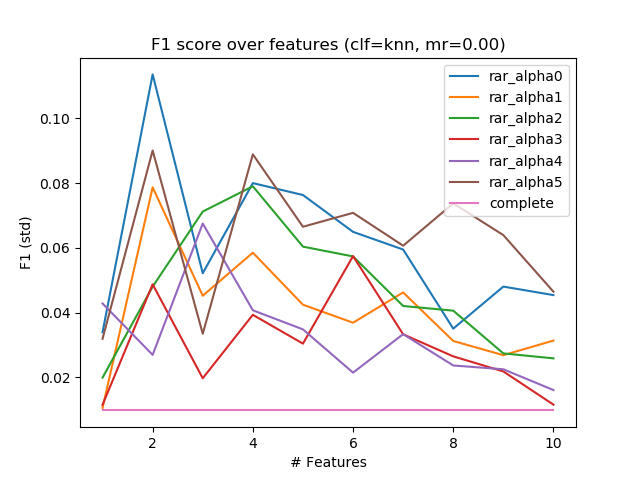 F1 score over features (clf=knn, mr=0.00)
F1 (std)
0.10
0.08
0.06
0.04
0.02
2
4
6
8
10
# Features
rar_alpha0
rar_alpha1
rar_alpha2
rar_alpha3
rar_alpha4
rar_alpha5
complete